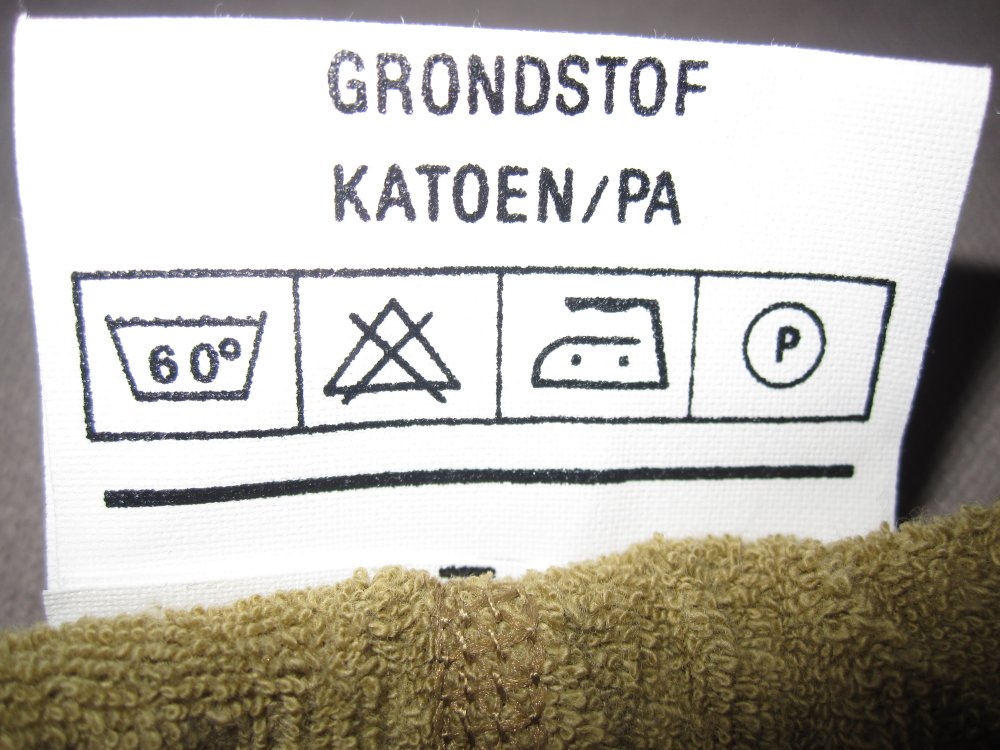 GRONDSTOF
KATOEN/PA
60°
P